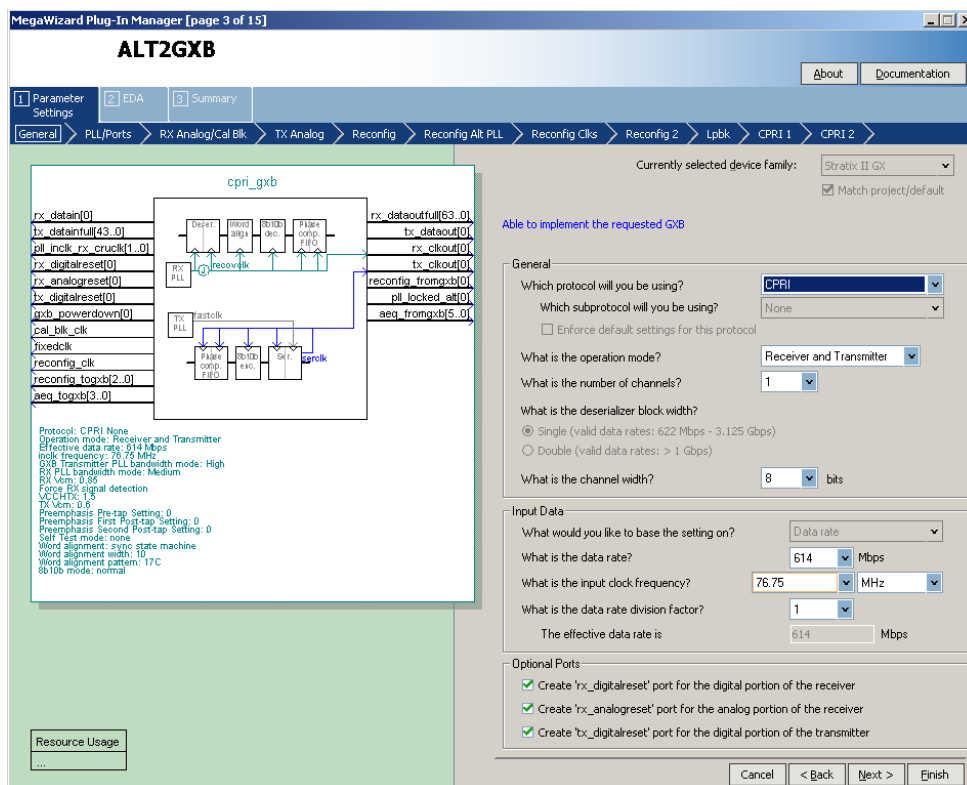 MegaWizard Plug-In Manager [page 3 of 15]
ALT2GXB
About Documentation
1 Parameter Settings 2 EDA 3 Summary
General PLL/Ports RX Analog/Cal Blk TX Analog Reconfig Reconfig Alt PLL Reconfig Clks Reconfig 2 Lpbk CPRI 1 CPRI 2
Currently selected device family: Stratix II GX
Match project/default
cpri_gxb
rx_datain[0]
tx_datainfull[43..0]
pll_inclk_rx_cruclk[1..0]
rx_digitalreset[0]
rx_analogreset[0]
tx_digitalreset[0]
gxb_powerdown[0]
cal_blk_clk
fixedclk
reconfig_clk
reconfig_togxb[2..0]
aeq_togxb[3..0]
Deser. Word align 8b10b dec. Phase comp. FIFO
RX PLL
recovclk
TX PLL
fastclk
Phase comp. FIFO 8b10b enc. Ser.
serclk
rx_dataoutfull[63..0]
tx_dataout[0]
rx_clkout[0]
tx_clkout[0]
reconfig_fromgxb[0]
pll_locked_alt[0]
aeq_fromgxb[5..0]
Protocol: CPRI None
Operation mode: Receiver and Transmitter
Effective data rate: 614 Mbps
inclk frequency: 76.75 MHz
GXB Transmitter PLL bandwidth mode: High
RX PLL bandwidth mode: Medium
RX Vcm: 0.85
Force RX signal detection
VCCHTX: 1.5
TX Vcm: 0.6
Preemphasis Pre-tap Setting: 0
Preemphasis First Post-tap Setting: 0
Preemphasis Second Post-tap Setting: 0
Self Test mode: none
Word alignment: sync state machine
Word alignment width: 10
Word alignment pattern: 17C
8b10b mode: normal
Resource Usage
...
Able to implement the requested GXB
General
Which protocol will you be using? CPRI
Which subprotocol will you be using? None
Enforce default settings for this protocol
What is the operation mode? Receiver and Transmitter
What is the number of channels? 1
What is the deserializer block width?
Single (valid data rates: 622 Mbps - 3.125 Gbps)
Double (valid data rates: > 1 Gbps)
What is the channel width? 8 bits
Input Data
What would you like to base the setting on? Data rate
What is the data rate? 614 Mbps
What is the input clock frequency? 76.75 MHz
What is the data rate division factor? 1
The effective data rate is 614 Mbps
Optional Ports
Create 'rx_digitalreset' port for the digital portion of the receiver
Create 'rx_analogreset' port for the analog portion of the receiver
Create 'tx_digitalreset' port for the digital portion of the transmitter
Cancel < Back Next > Finish